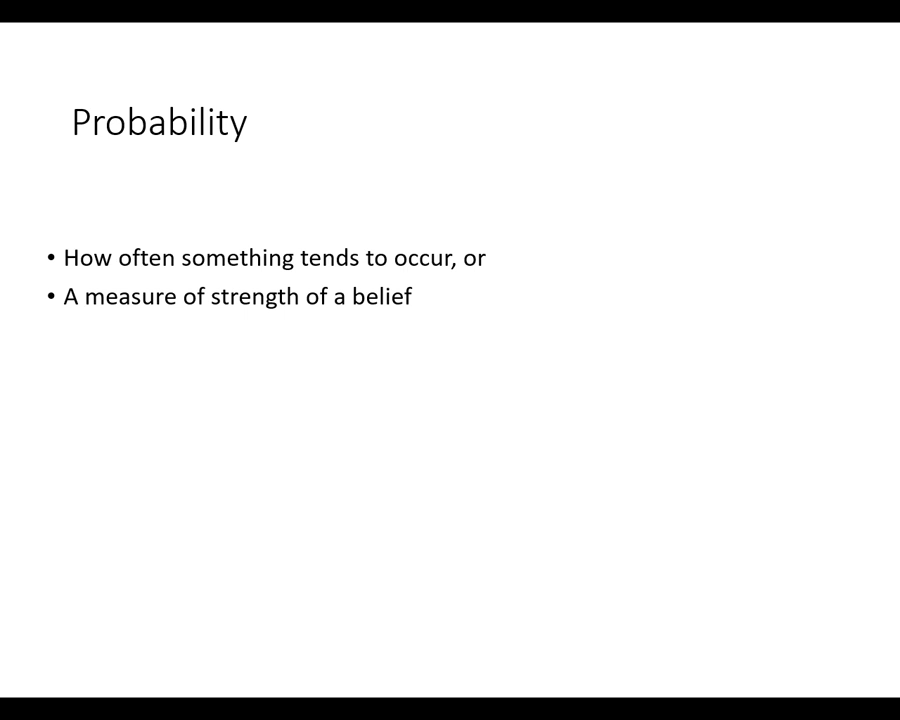 Probability
• How often something tends to occur, or
• A measure of strength of a belief